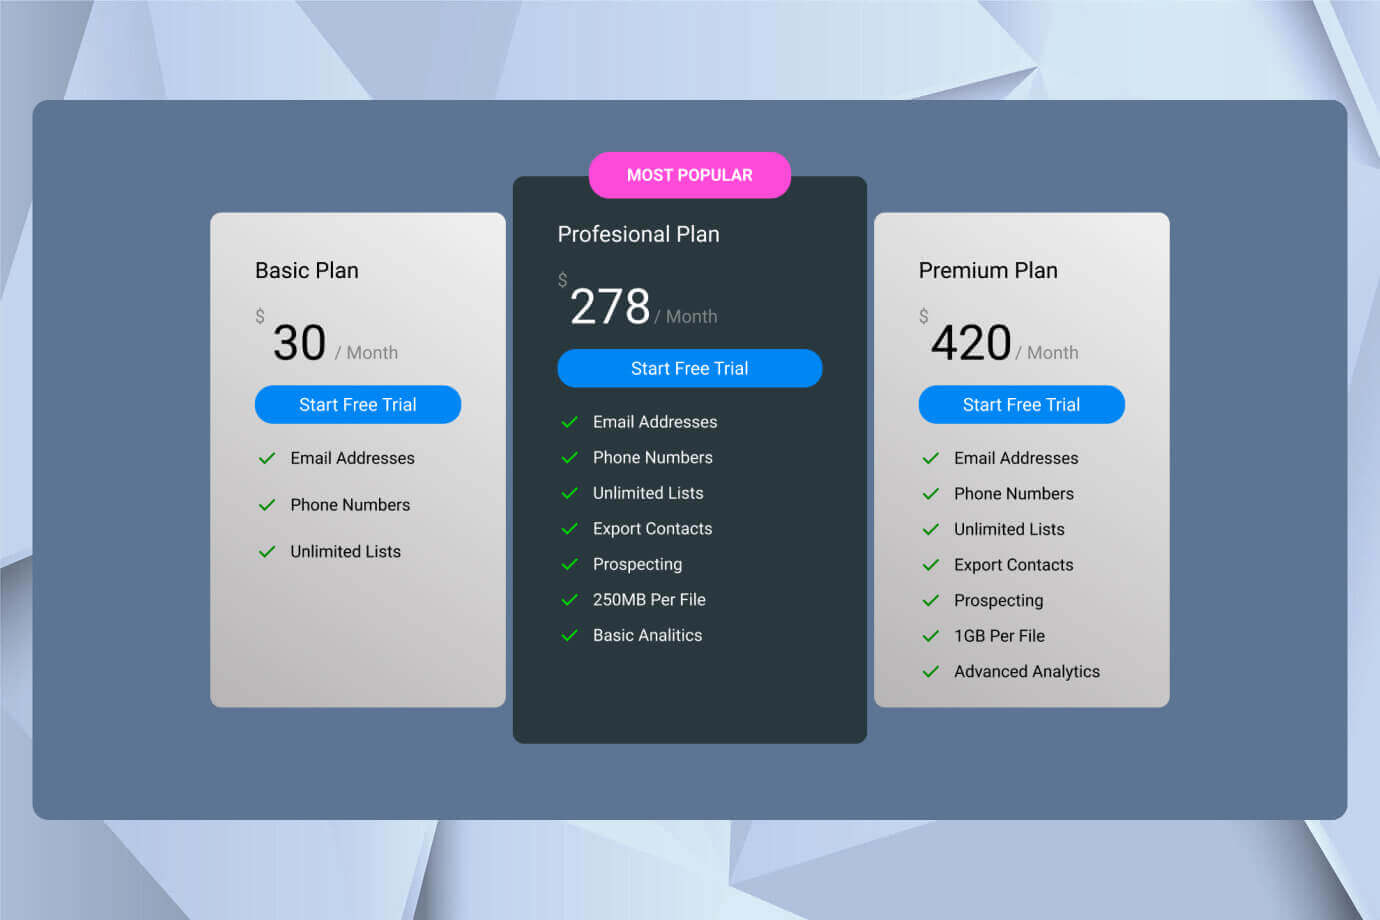 Basic Plan
$
30 / Month
Start Free Trial
Email Addresses
Phone Numbers
Unlimited Lists
MOST POPULAR
Profesional Plan
$
278 / Month
Start Free Trial
Email Addresses
Phone Numbers
Unlimited Lists
Export Contacts
Prospecting
250MB Per File
Basic Analitics
Premium Plan
$
420 / Month
Start Free Trial
Email Addresses
Phone Numbers
Unlimited Lists
Export Contacts
Prospecting
1GB Per File
Advanced Analytics